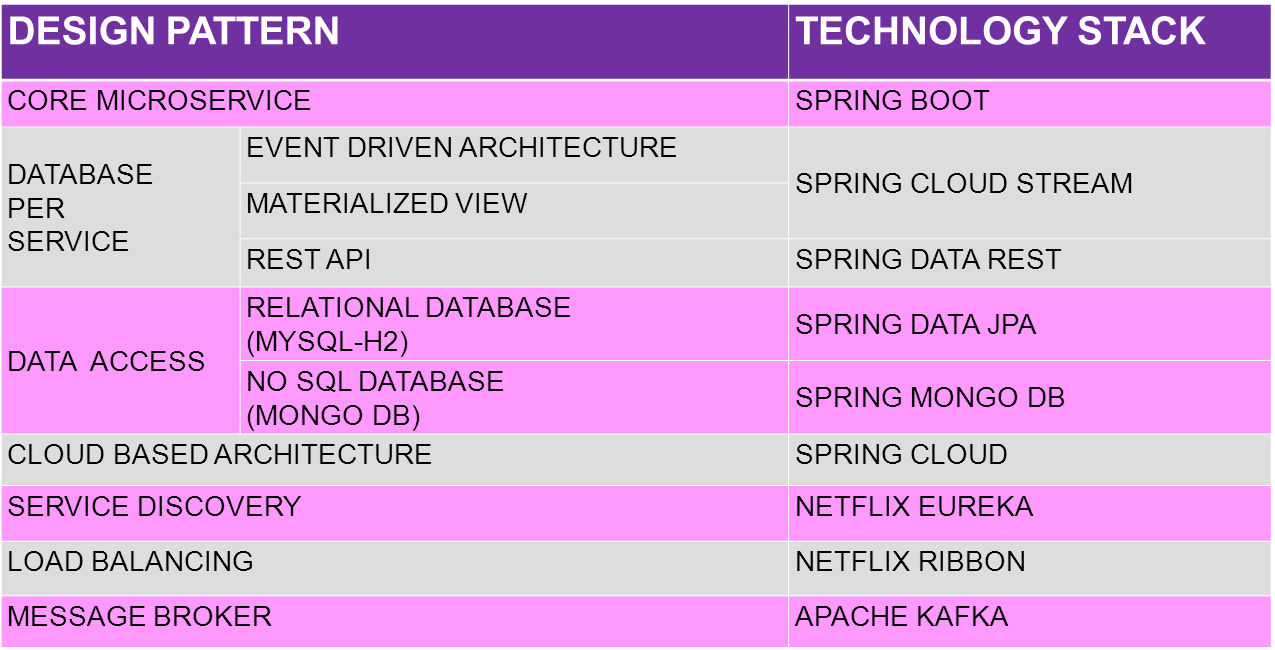 DESIGN PATTERN
TECHNOLOGY STACK
CORE MICROSERVICE
SPRING BOOT
DATABASE
PER
SERVICE
EVENT DRIVEN ARCHITECTURE
SPRING CLOUD STREAM
MATERIALIZED VIEW
REST API
SPRING DATA REST
DATA ACCESS
RELATIONAL DATABASE
(MYSQL-H2)
SPRING DATA JPA
NO SQL DATABASE
(MONGO DB)
SPRING MONGO DB
CLOUD BASED ARCHITECTURE
SPRING CLOUD
SERVICE DISCOVERY
NETFLIX EUREKA
LOAD BALANCING
NETFLIX RIBBON
MESSAGE BROKER
APACHE KAFKA